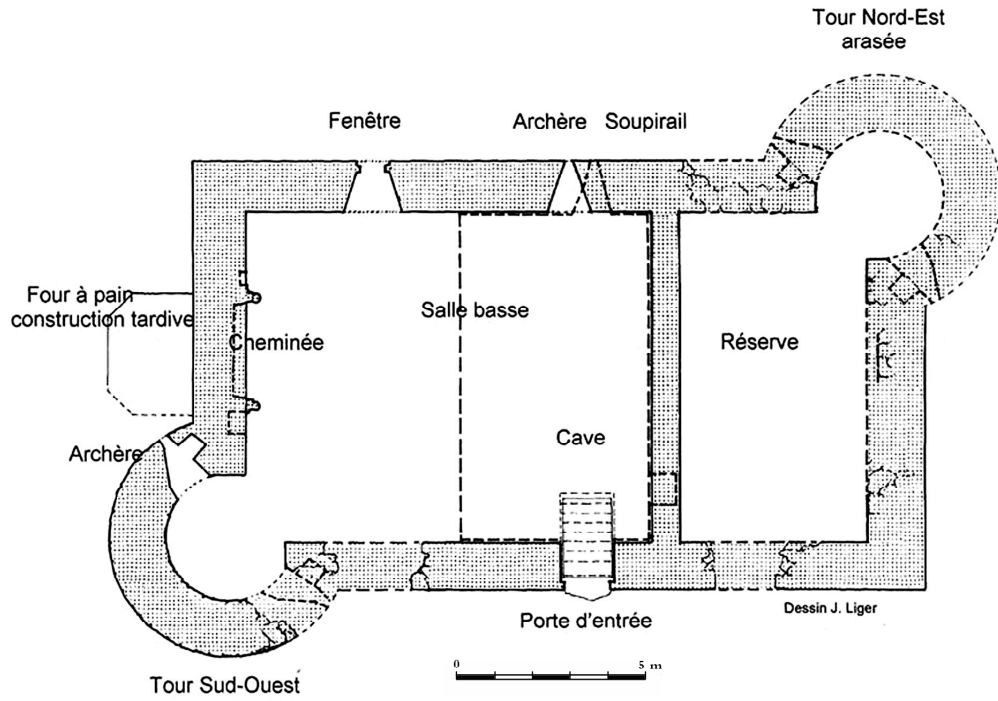 Tour Nord-Est
arasée
Fenêtre
Archère
Soupirail
Four à pain
construction tardive
Salle basse
Cheminée
Réserve
Cave
Archère
Porte d'entrée
Dessin J. Liger
0 5 m
Tour Sud-Ouest